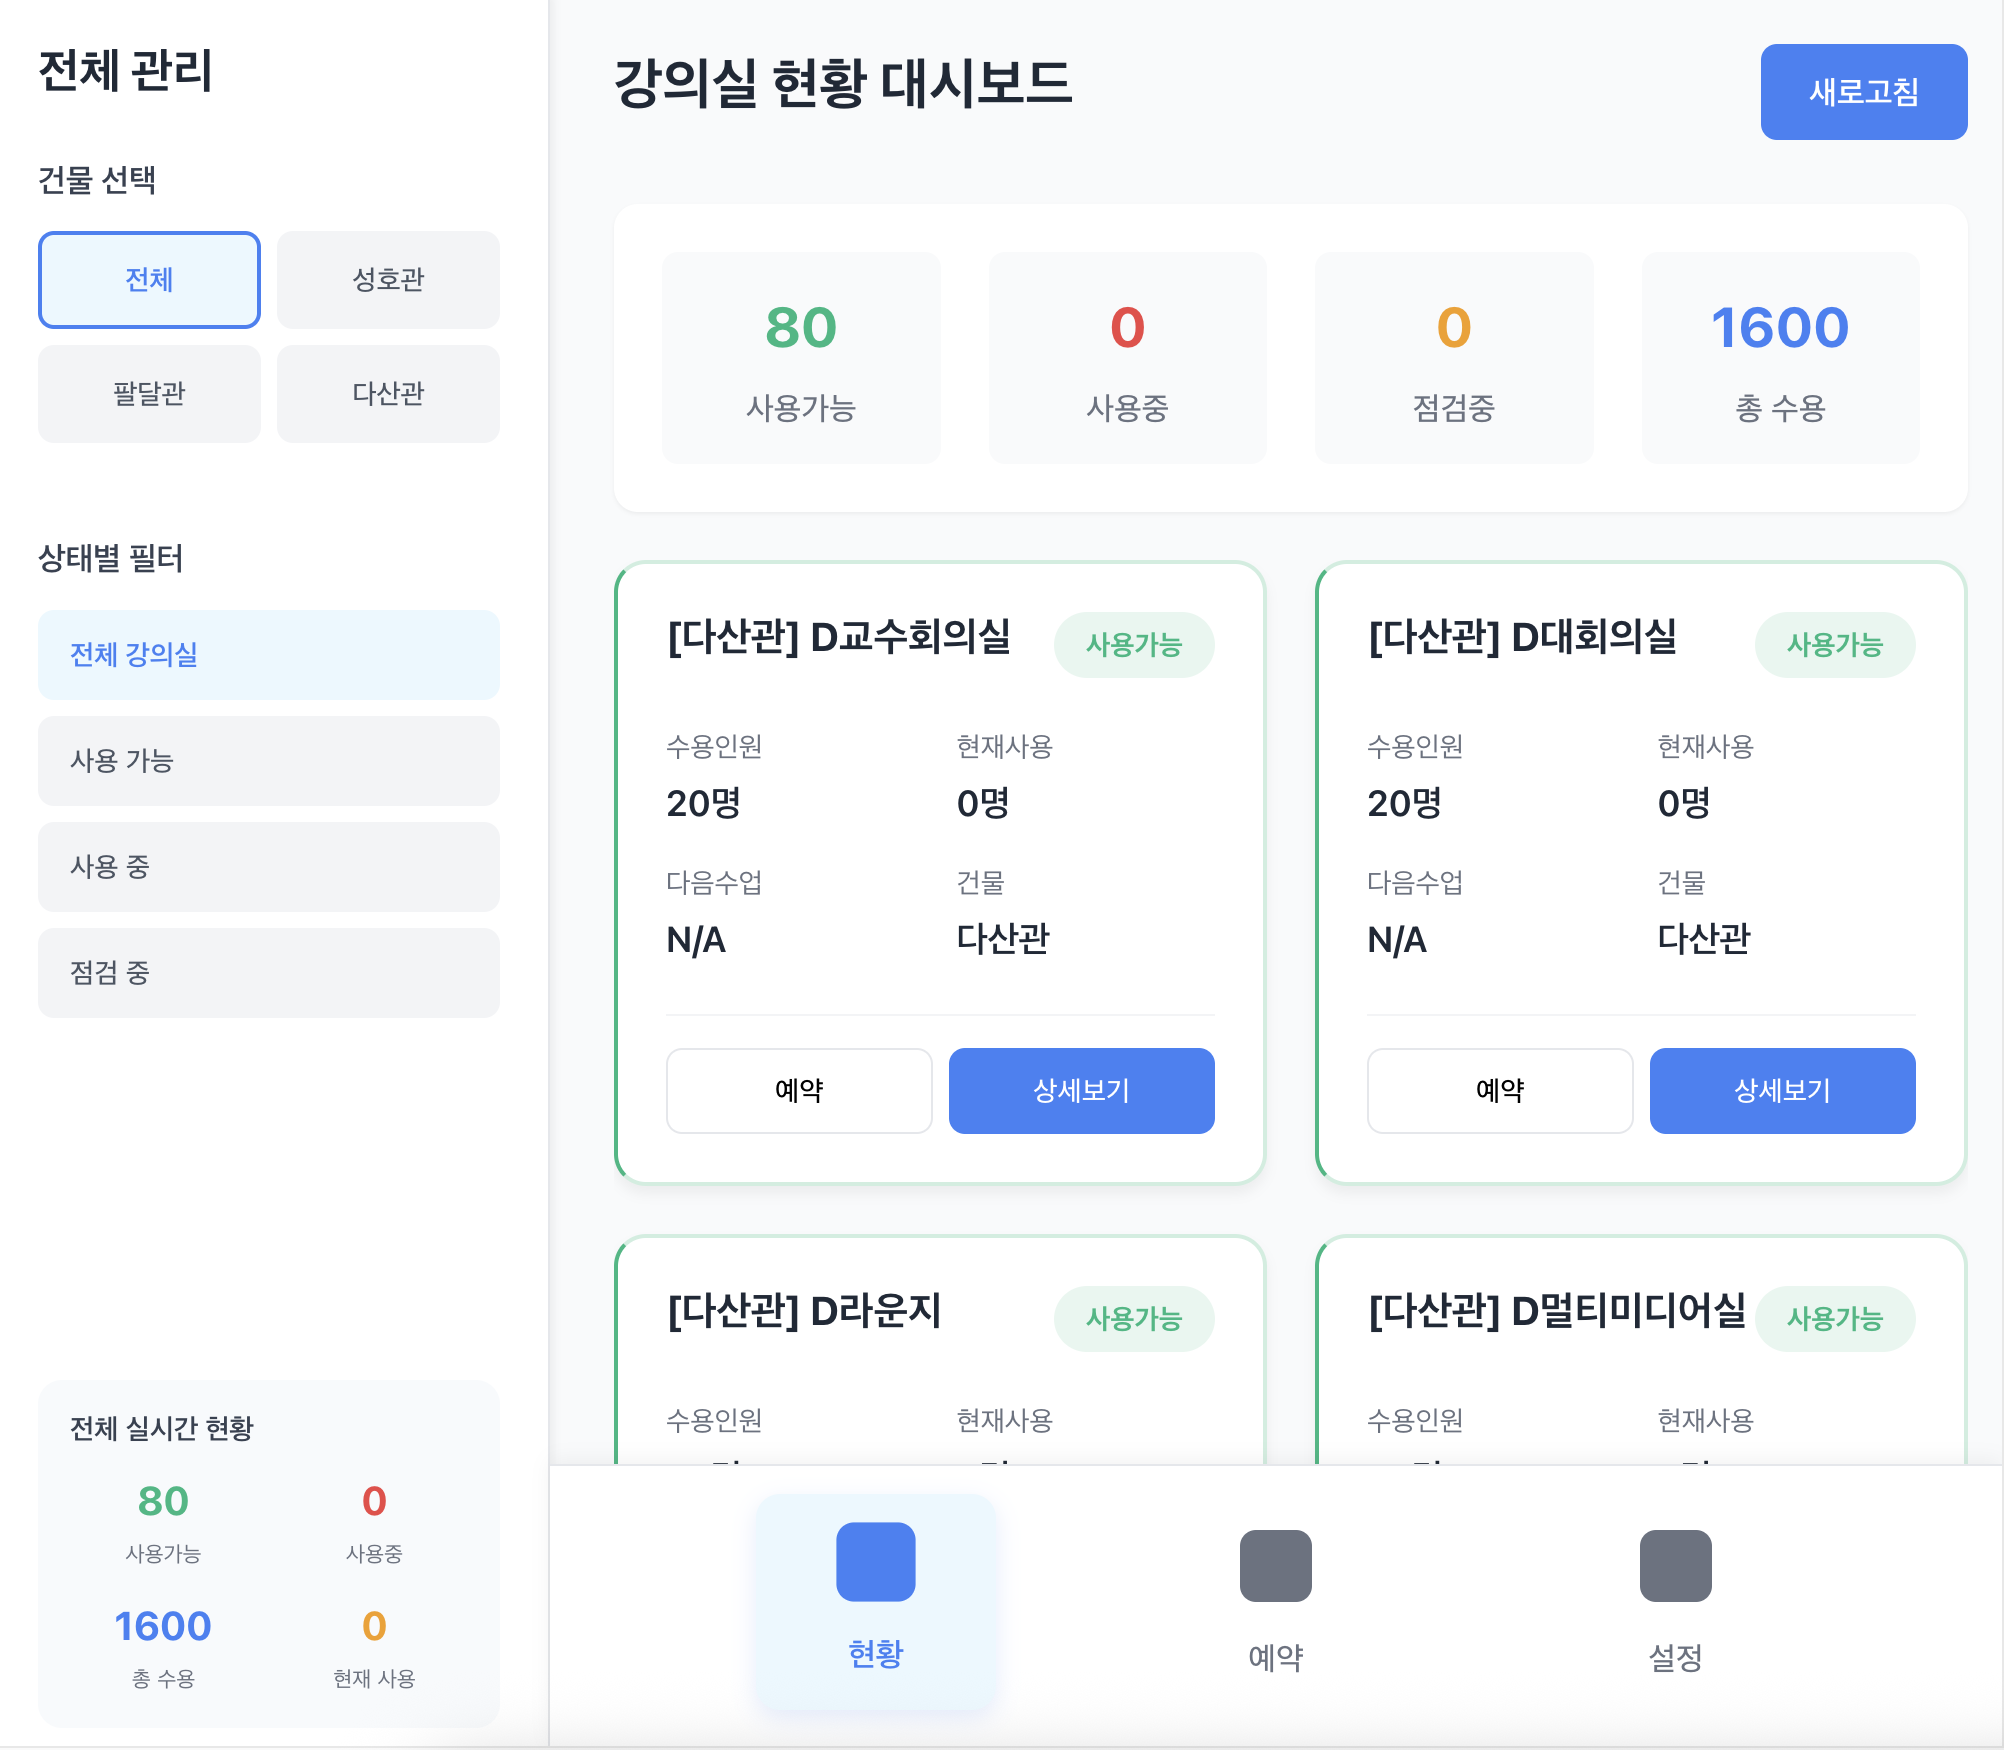 전체 관리
건물 선택
전체
성호관
팔달관
다산관
상태별 필터
전체 강의실
사용 가능
사용 중
점검 중
전체 실시간 현황
80
0
사용가능
사용중
1600
0
총 수용
현재 사용
강의실 현황 대시보드
새로고침
80
0
0
1600
사용가능
사용중
점검중
총 수용
[다산관] D교수회의실
사용가능
수용인원
현재사용
20명
0명
다음수업
건물
N/A
다산관
예약
상세보기
[다산관] D대회의실
사용가능
수용인원
현재사용
20명
0명
다음수업
건물
N/A
다산관
예약
상세보기
[다산관] D라운지
사용가능
수용인원
현재사용
[다산관] D멀티미디어실
사용가능
수용인원
현재사용
현황
예약
설정